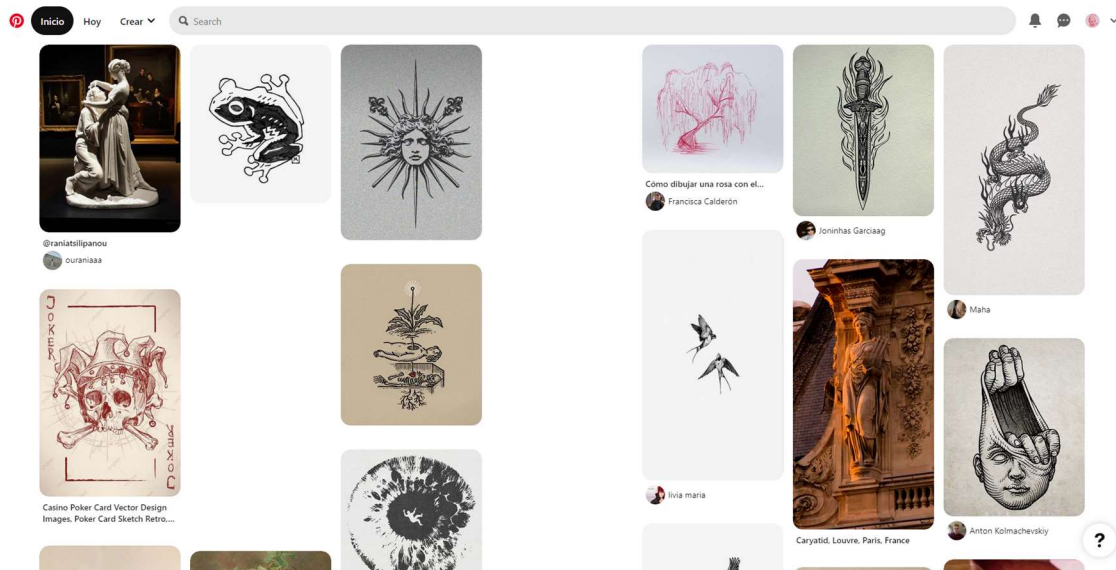 Inicio
Hoy
Crear
Search
@raniatsilipanou
ouraniaaa
JOKER
JOKER
Casino Poker Card Vector Design
Images, Poker Card Sketch Retro,...
Cómo dibujar una rosa con el...
Francisca Calderón
livia maria
Joninhas Garciaag
Caryatid, Louvre, Paris, France
Maha
Anton Kolmachevskiy
?